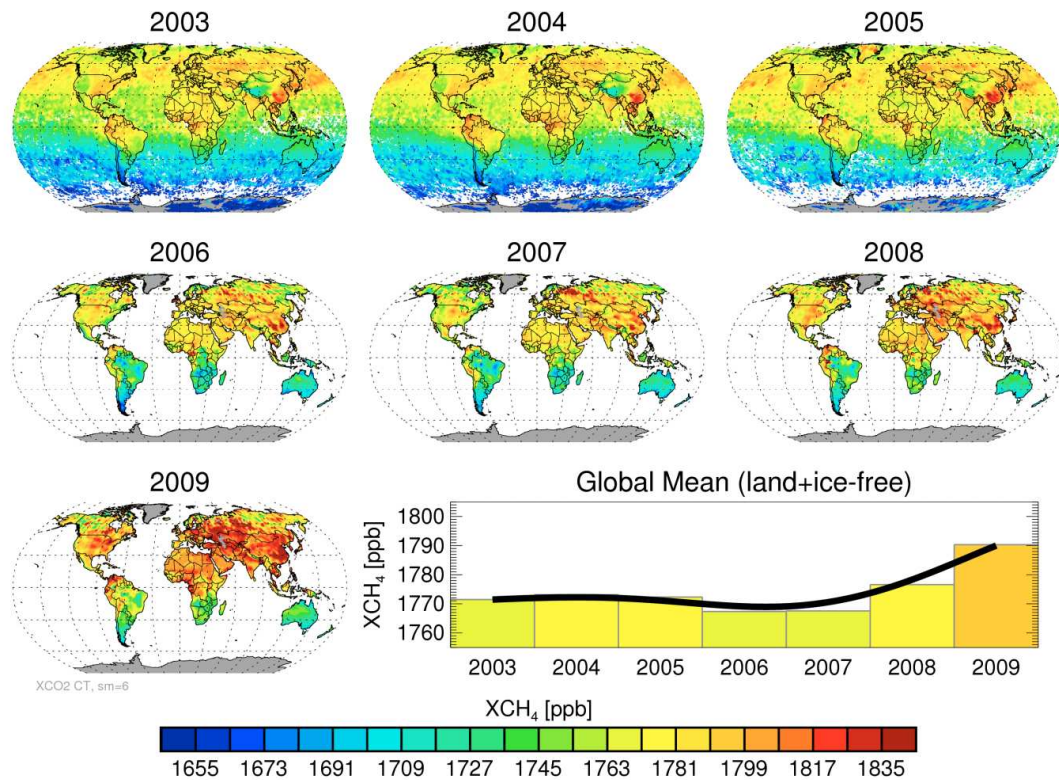 2003
2004
2005
2006
2007
2008
2009
Global Mean (land+ice-free)
XCH₄ [ppb]
1800
1790
1780
1770
1760
2003 2004 2005 2006 2007 2008 2009
XCO2 CT, sm=6
XCH₄ [ppb]
1655 1673 1691 1709 1727 1745 1763 1781 1799 1817 1835